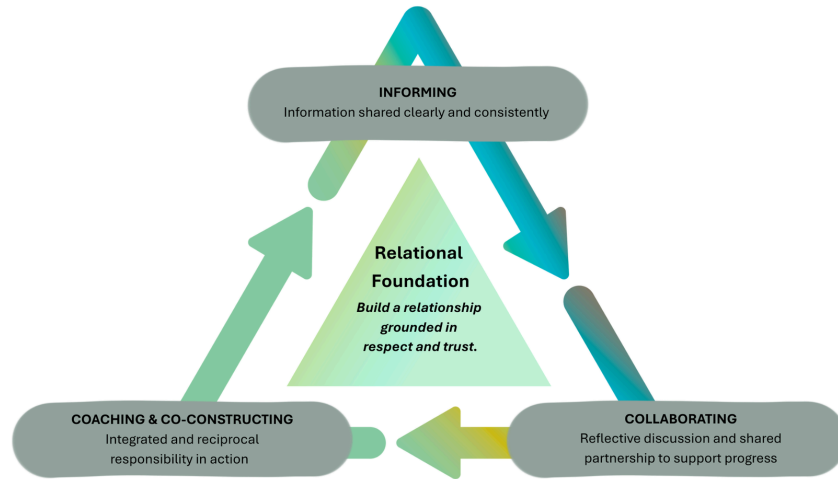 INFORMING
Information shared clearly and consistently
Relational
Foundation
Build a relationship
grounded in
respect and trust.
COACHING & CO-CONSTRUCTING
Integrated and reciprocal
responsibility in action
COLLABORATING
Reflective discussion and shared
partnership to support progress